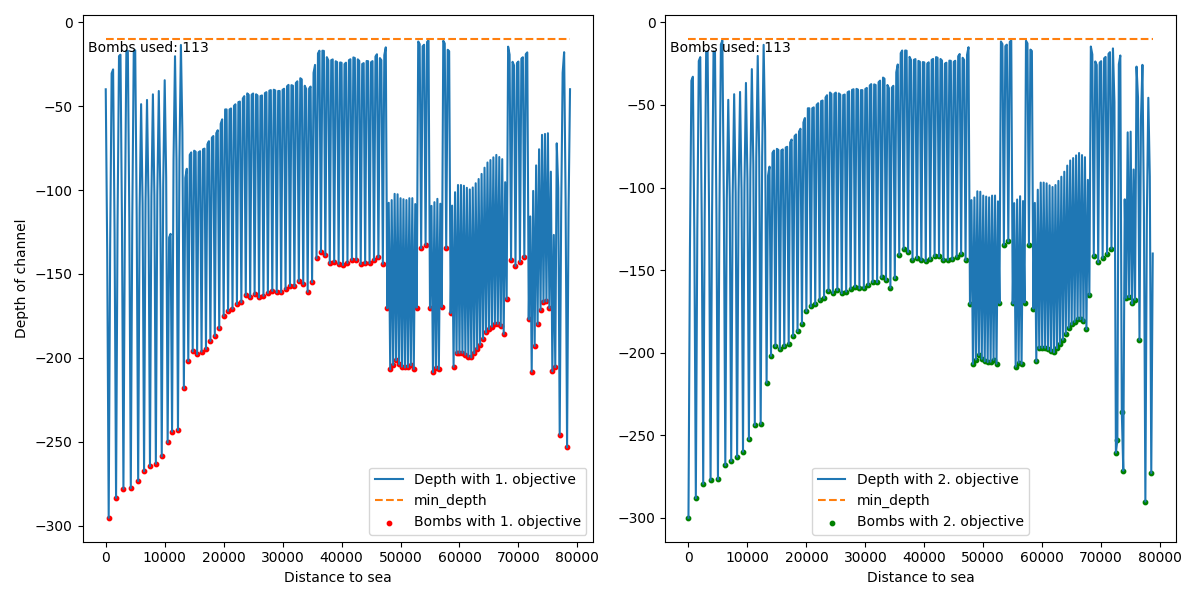 0
−50
−100
−150
−200
−250
−300
Depth of channel
Bombs used: 113
Depth with 1. objective
min_depth
Bombs with 1. objective
0 10000 20000 30000 40000 50000 60000 70000 80000
Distance to sea
0
−50
−100
−150
−200
−250
−300
Bombs used: 113
Depth with 2. objective
min_depth
Bombs with 2. objective
0 10000 20000 30000 40000 50000 60000 70000 80000
Distance to sea